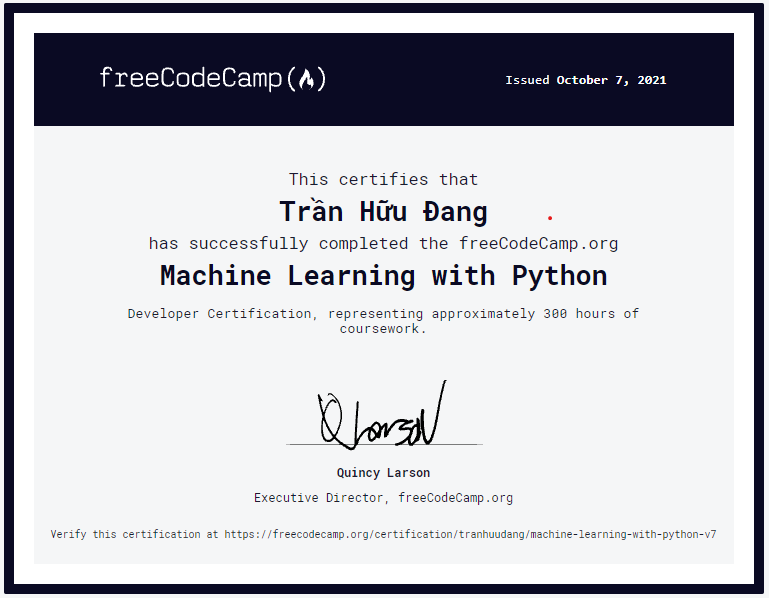 freeCodeCamp(🔥)
Issued October 7, 2021
This certifies that
Trần Hữu Đang
has successfully completed the freeCodeCamp.org
Machine Learning with Python
Developer Certification, representing approximately 300 hours of
coursework.
Q Larson
Quincy Larson
Executive Director, freeCodeCamp.org
Verify this certification at https://freecodecamp.org/certification/tranhuudang/machine-learning-with-python-v7